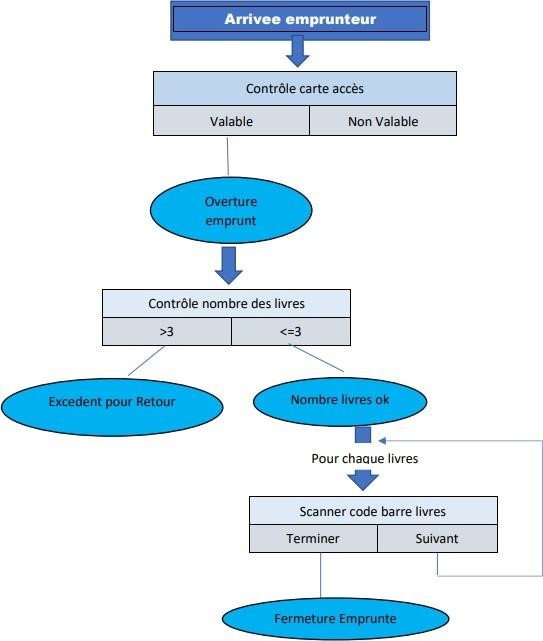 Arrivee emprunteur
Contrôle carte accès
Valable
Non Valable
Overture
emprunt
Contrôle nombre des livres
>3
<=3
Excedent pour Retour
Nombre livres ok
Pour chaque livres
Scanner code barre livres
Terminer
Suivant
Fermeture Emprunte